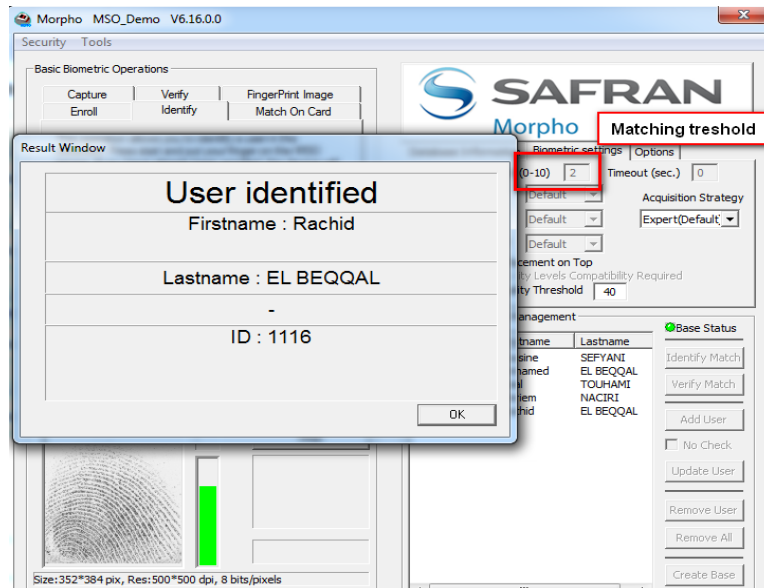 Morpho MSO_Demo V6.16.0.0
Security Tools
Basic Biometric Operations
Capture Verify FingerPrint Image
Enroll Identify Match On Card
SAFRAN
Morpho
Matching treshold
Biometric settings Options
(0-10) 2 Timeout (sec.) 0
Default Acquisition Strategy
Default Expert(Default)
Default
cement on Top
ity Levels Compatibility Required
ity Threshold 40
Result Window
User identified
Firstname : Rachid
Lastname : EL BEQQAL
-
ID : 1116
OK
anagement
Base Status
tname Lastname
sine SEFYANI
hamed EL BEQQAL
al TOUHAMI
riem NACIRI
chid EL BEQQAL
Identify Match
Verify Match
Add User
No Check
Update User
Remove User
Remove All
Create Base
Size:352*384 pix, Res:500*500 dpi, 8 bits/pixels